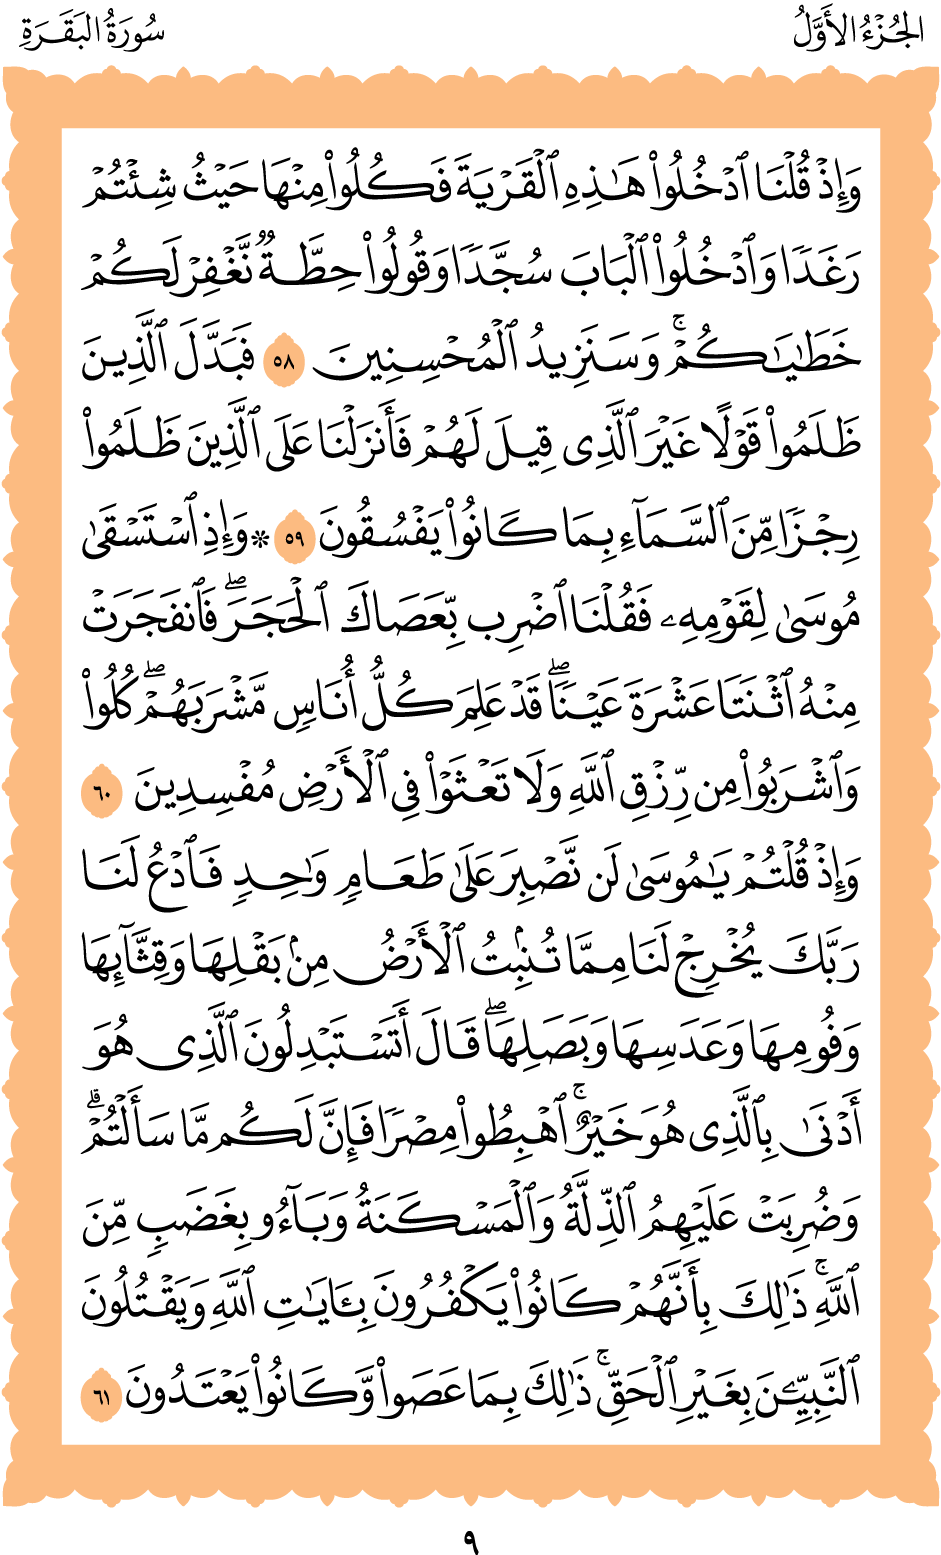 الجُزْءُ الأَوَّلُ
سُورَةُ البَقَرَةِ
وَإِذْ قُلْنَا ٱدْخُلُوا۟ هَـٰذِهِ ٱلْقَرْيَةَ فَكُلُوا۟ مِنْهَا حَيْثُ شِئْتُمْ
رَغَدًا وَٱدْخُلُوا۟ ٱلْبَابَ سُجَّدًا وَقُولُوا۟ حِطَّةٌ نَّغْفِرْ لَكُمْ
خَطَـٰيَـٰكُمْ ۚ وَسَنَزِيدُ ٱلْمُحْسِنِينَ ٥٨ فَبَدَّلَ ٱلَّذِينَ
ظَلَمُوا۟ قَوْلًا غَيْرَ ٱلَّذِى قِيلَ لَهُمْ فَأَنزَلْنَا عَلَى ٱلَّذِينَ ظَلَمُوا۟
رِجْزًا مِّنَ ٱلسَّمَآءِ بِمَا كَانُوا۟ يَفْسُقُونَ ٥٩ * وَإِذِ ٱسْتَسْقَىٰ
مُوسَىٰ لِقَوْمِهِۦ فَقُلْنَا ٱضْرِب بِّعَصَاكَ ٱلْحَجَرَ ۖ فَٱنفَجَرَتْ
مِنْهُ ٱثْنَتَا عَشْرَةَ عَيْنًا ۖ قَدْ عَلِمَ كُلُّ أُنَاسٍ مَّشْرَبَهُمْ ۖ كُلُوا۟
وَٱشْرَبُوا۟ مِن رِّزْقِ ٱللَّهِ وَلَا تَعْثَوْا۟ فِى ٱلْأَرْضِ مُفْسِدِينَ ٦٠
وَإِذْ قُلْتُمْ يَـٰمُوسَىٰ لَن نَّصْبِرَ عَلَىٰ طَعَامٍ وَٰحِدٍ فَٱدْعُ لَنَا
رَبَّكَ يُخْرِجْ لَنَا مِمَّا تُنۢبِتُ ٱلْأَرْضُ مِنۢ بَقْلِهَا وَقِثَّآئِهَا
وَفُومِهَا وَعَدَسِهَا وَبَصَلِهَا ۖ قَالَ أَتَسْتَبْدِلُونَ ٱلَّذِى هُوَ
أَدْنَىٰ بِٱلَّذِى هُوَ خَيْرٌ ۚ ٱهْبِطُوا۟ مِصْرًا فَإِنَّ لَكُم مَّا سَأَلْتُمْ ۗ
وَضُرِبَتْ عَلَيْهِمُ ٱلذِّلَّةُ وَٱلْمَسْكَنَةُ وَبَآءُو بِغَضَبٍ مِّنَ
ٱللَّهِ ۚ ذَٰلِكَ بِأَنَّهُمْ كَانُوا۟ يَكْفُرُونَ بِـَٔايَـٰتِ ٱللَّهِ وَيَقْتُلُونَ
ٱلنَّبِيِّـۧنَ بِغَيْرِ ٱلْحَقِّ ۚ ذَٰلِكَ بِمَا عَصَوا۟ وَّكَانُوا۟ يَعْتَدُونَ ٦١
٩